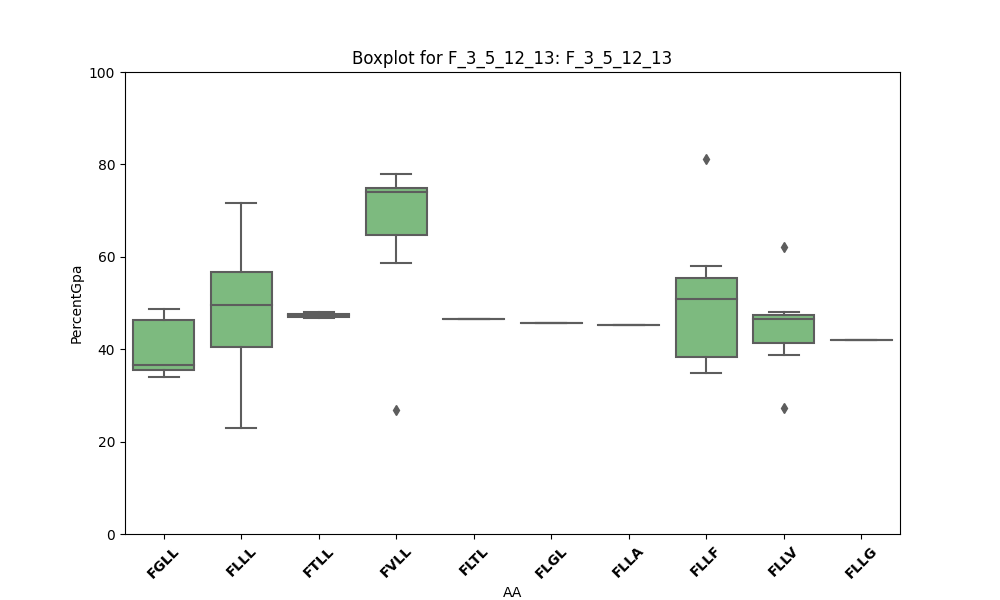 Boxplot for F_3_5_12_13: F_3_5_12_13
100
80
60
40
20
0
PercentGpa
FGLL
FLLL
FTLL
FVLL
FLTL
FLGL
FLLA
FLLF
FLLV
FLLG
AA